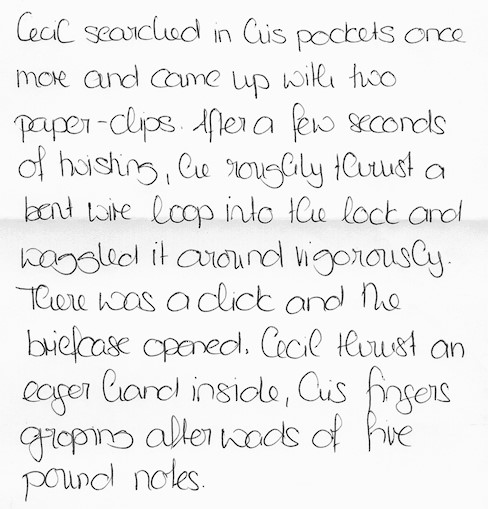 Cecil searched in his pockets once
more and came up with two
paper-clips. After a few seconds
of twisting, he roughly thrust a
bent wire loop into the lock and
waggled it around vigorously.
There was a click and the
briefcase opened. Cecil thrust an
eager hand inside, his fingers
groping after wads of five
pound notes.